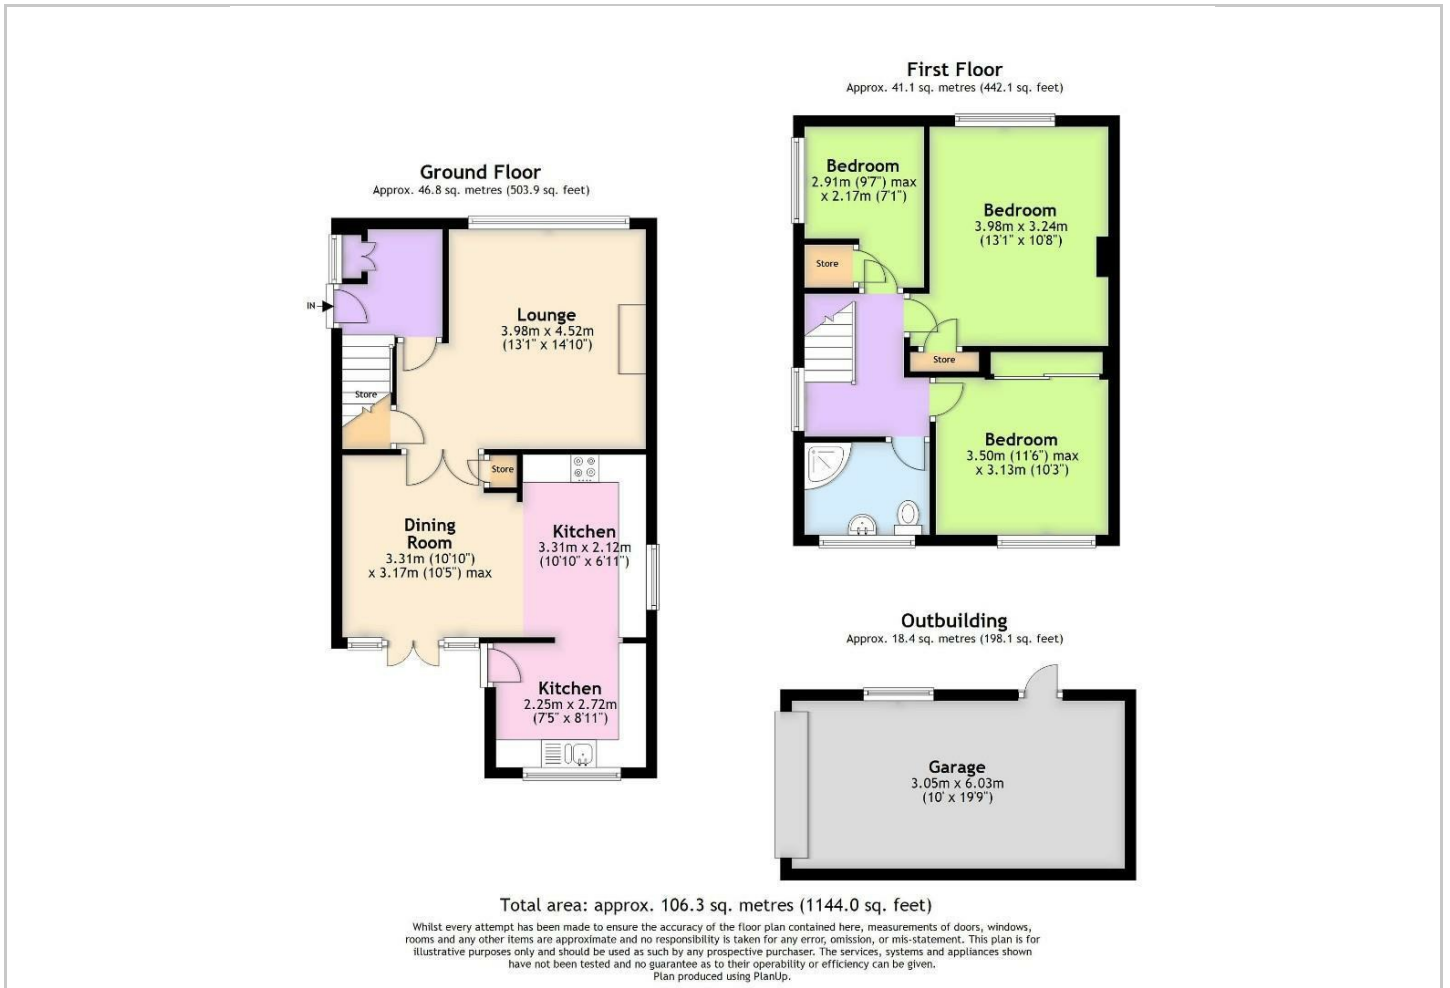 Ground Floor
Approx. 46.8 sq. metres (503.9 sq. feet)
IN
Lounge
3.98m x 4.52m
(13'1" x 14'10")
Store
Store
Dining
Room
3.31m (10'10")
x 3.17m (10'5") max
Kitchen
3.31m x 2.12m
(10'10" x 6'11")
Kitchen
2.25m x 2.72m
(7'5" x 8'11")
First Floor
Approx. 41.1 sq. metres (442.1 sq. feet)
Bedroom
2.91m (9'7") max
x 2.17m (7'1")
Bedroom
3.98m x 3.24m
(13'1" x 10'8")
Store
Store
Bedroom
3.50m (11'6") max
x 3.13m (10'3")
Outbuilding
Approx. 18.4 sq. metres (198.1 sq. feet)
Garage
3.05m x 6.03m
(10' x 19'9")
Total area: approx. 106.3 sq. metres (1144.0 sq. feet)
Whilst every attempt has been made to ensure the accuracy of the floor plan contained here, measurements of doors, windows,
rooms and any other items are approximate and no responsibility is taken for any error, omission, or mis-statement. This plan is for
illustrative purposes only and should be used as such by any prospective purchaser. The services, systems and appliances shown
have not been tested and no guarantee as to their operability or efficiency can be given.
Plan produced using PlanUp.